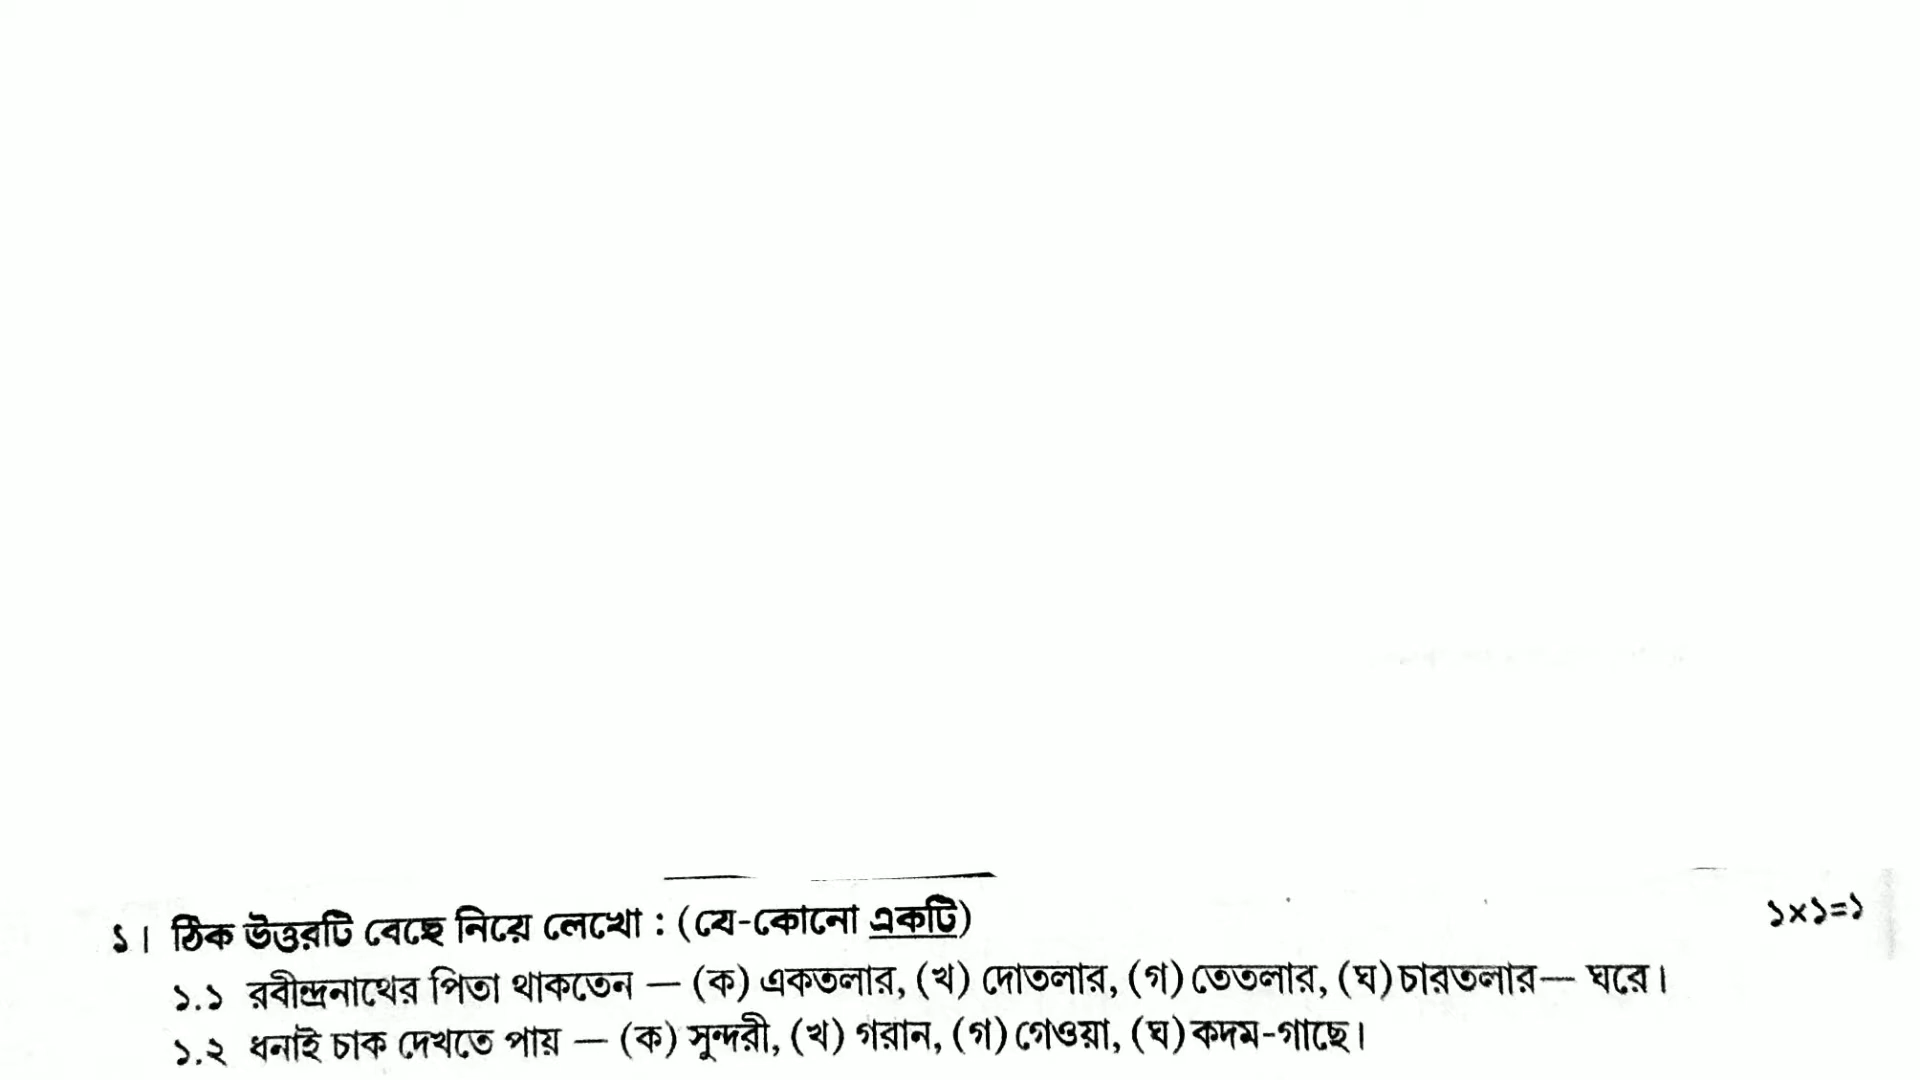 ১। ঠিক উত্তরটি বেছে নিয়ে লেখো : (যে-কোনো একটি) ১×১=১
১.১ রবীন্দ্রনাথের পিতা থাকতেন — (ক) একতলার, (খ) দোতলার, (গ) তেতলার, (ঘ) চারতলার— ঘরে।
১.২ ধনাই চাক দেখতে পায় — (ক) সুন্দরী, (খ) গরান, (গ) গেওয়া, (ঘ) কদম-গাছে।